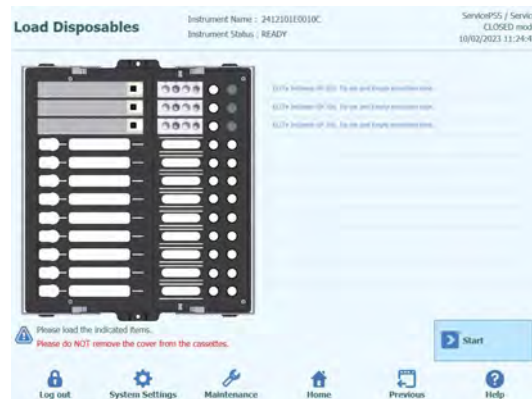 Load Disposables
Instrument Name : 2412101E0010C
Instrument Status : READY
ServicePSS / Servic
CLOSED mod
10/02/2023 11:24:4
Please load the indicated items.
Please do NOT remove the cover from the cassettes.
Start
Log out
System Settings
Maintenance
Home
Previous
Help